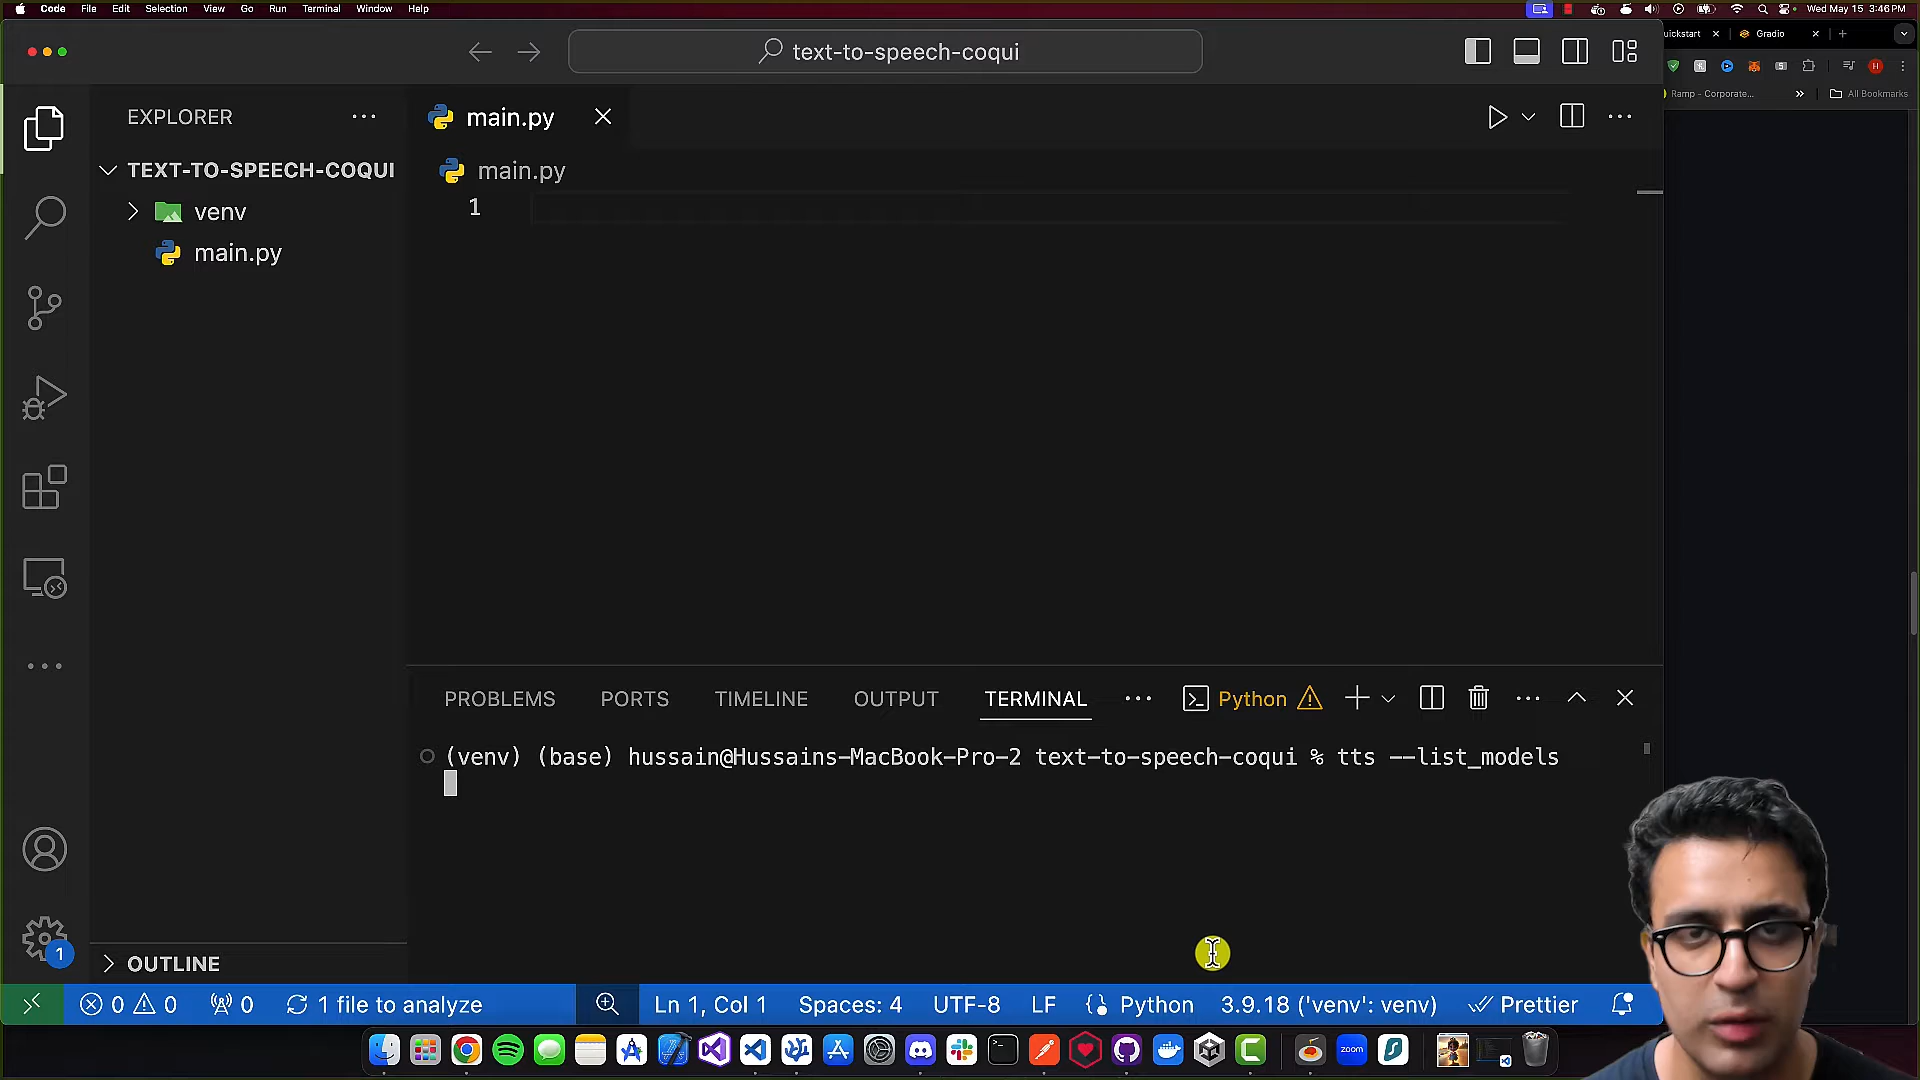 Code File Edit Selection View Go Run Terminal Window Help Wed May 15 3:46 PM
text-to-speech-coqui
uickstart Gradio
Ramp - Corporate... » All Bookmarks
EXPLORER
TEXT-TO-SPEECH-COQUI
venv
main.py
OUTLINE
main.py
main.py
1
PROBLEMS PORTS TIMELINE OUTPUT TERMINAL Python
(venv) (base) hussain@Hussains-MacBook-Pro-2 text-to-speech-coqui % tts --list_models
1
0 0 0 1 file to analyze Ln 1, Col 1 Spaces: 4 UTF-8 LF Python 3.9.18 ('venv': venv) Prettier
zoom